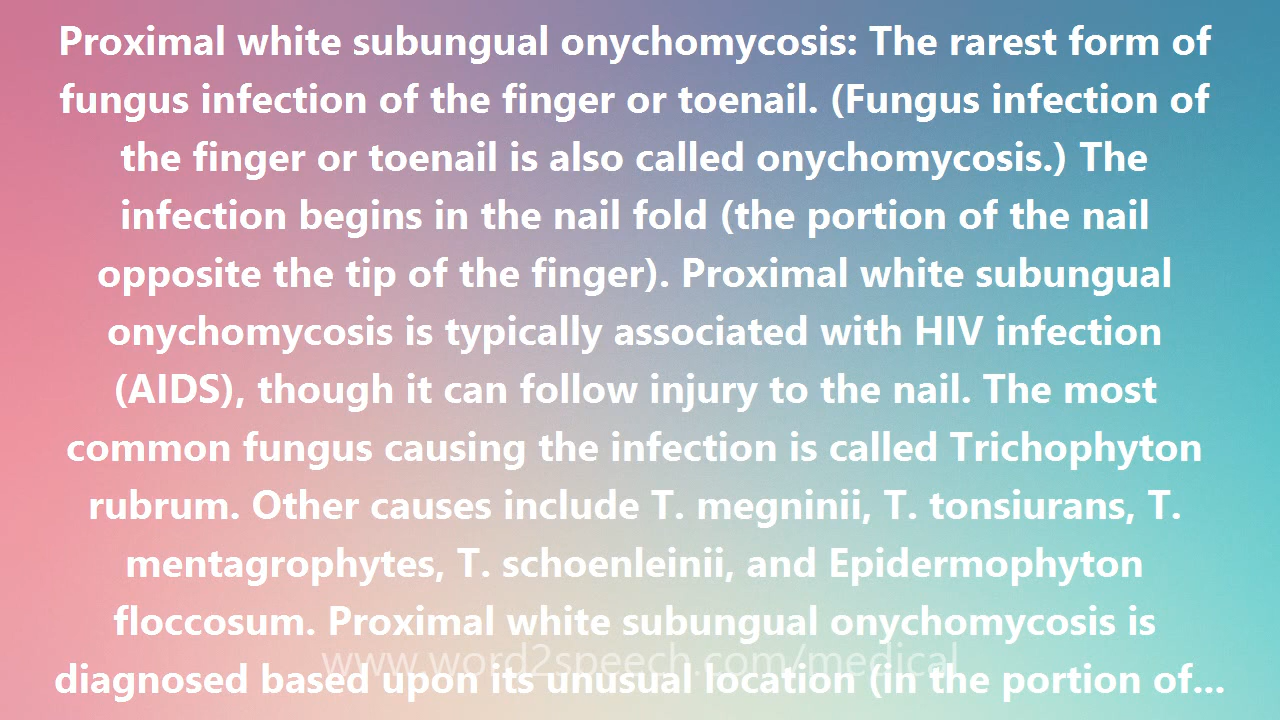 Proximal white subungual onychomycosis: The rarest form of
fungus infection of the finger or toenail. (Fungus infection of
the finger or toenail is also called onychomycosis.) The
infection begins in the nail fold (the portion of the nail
opposite the tip of the finger). Proximal white subungual
onychomycosis is typically associated with HIV infection
(AIDS), though it can follow injury to the nail. The most
common fungus causing the infection is called Trichophyton
rubrum. Other causes include T. megninii, T. tonsiurans, T.
mentagrophytes, T. schoenleinii, and Epidermophyton
floccosum. Proximal white subungual onychomycosis is
www.word2speech.com/medical
diagnosed based upon its unusual location (in the portion of...